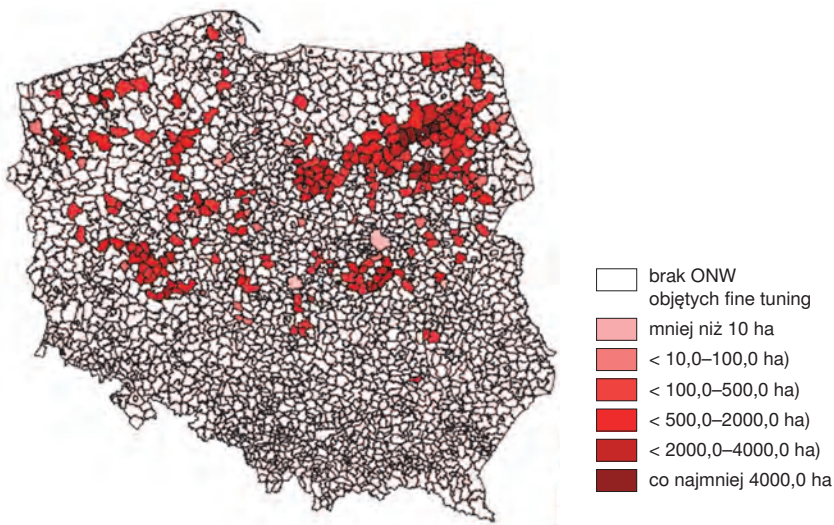 brak ONW
objętych fine tuning
mniej niż 10 ha
< 10,0–100,0 ha)
< 100,0–500,0 ha)
< 500,0–2000,0 ha)
< 2000,0–4000,0 ha)
co najmniej 4000,0 ha